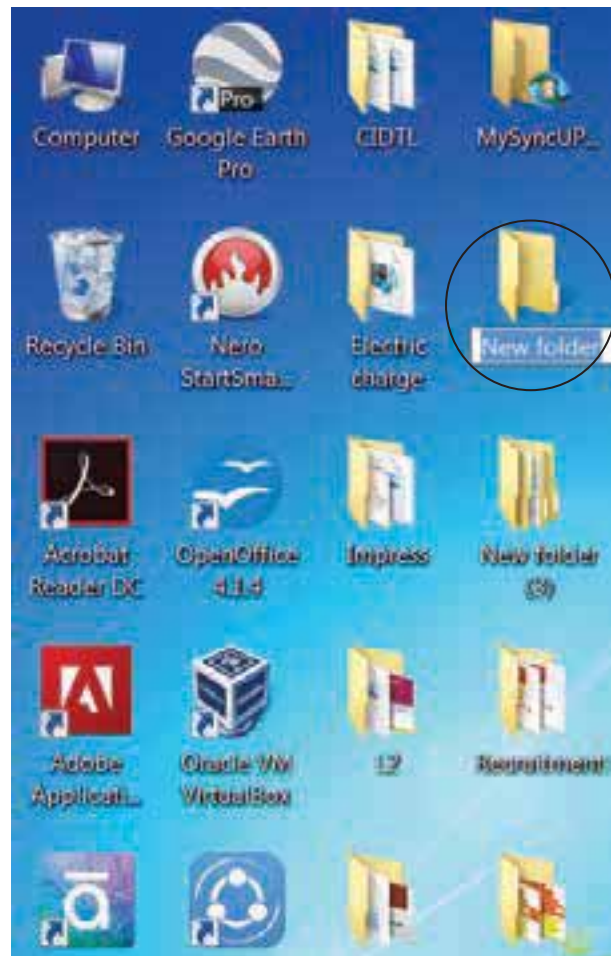 Computer
Pro
Google Earth
Pro
CIDTL
MySyncUP...
Recycle Bin
Nero
StartSma...
Electric
charge
New folder
Acrobat
Reader DC
OpenOffice
4.1.4
Impress
New folder
(3)
Adobe
Applicati...
Oracle VM
VirtualBox
L2
Recruitment
ā